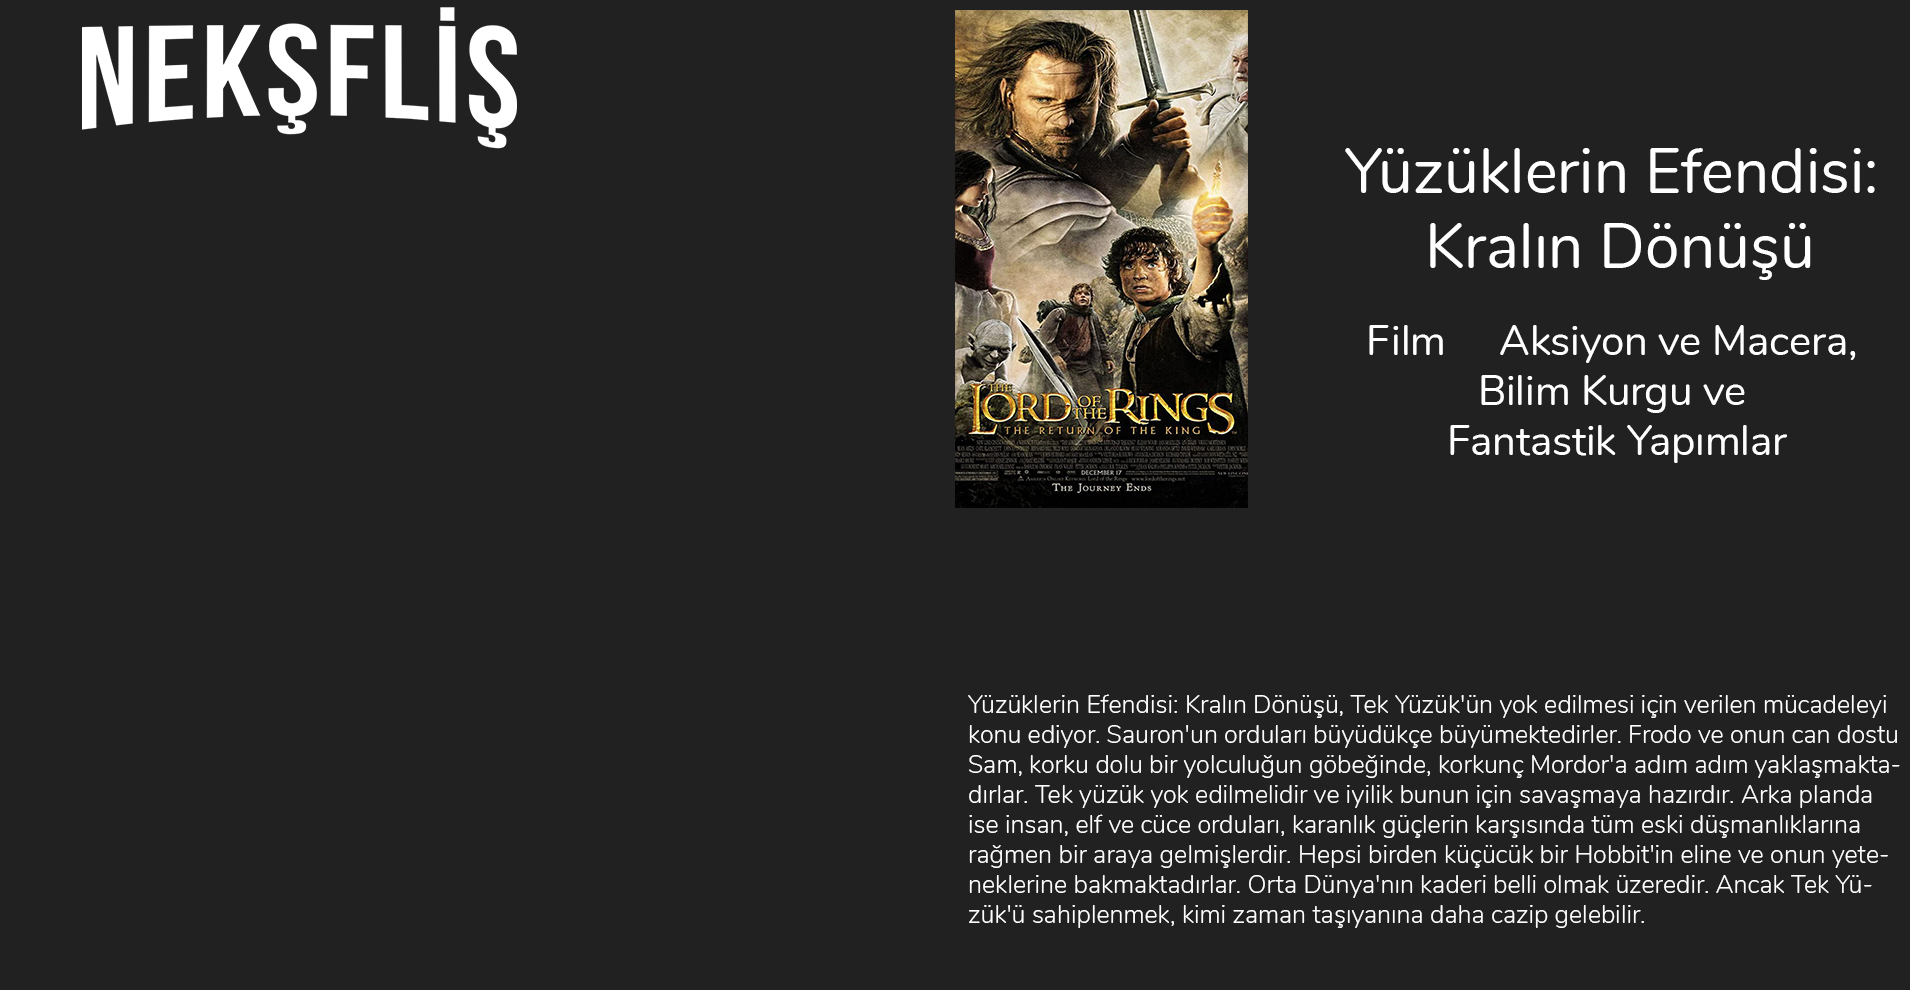 NEKŞFLİŞ
Yüzüklerin Efendisi:
Kralın Dönüşü
Film Aksiyon ve Macera,
Bilim Kurgu ve
Fantastik Yapımlar
THE
LORD OF THE RINGS
THE RETURN OF THE KING
DECEMBER 17
THE JOURNEY ENDS
Yüzüklerin Efendisi: Kralın Dönüşü, Tek Yüzük'ün yok edilmesi için verilen mücadeleyi
konu ediyor. Sauron'un orduları büyüdükçe büyümektedirler. Frodo ve onun can dostu
Sam, korku dolu bir yolculuğun göbeğinde, korkunç Mordor'a adım adım yaklaşmakta-
dırlar. Tek yüzük yok edilmelidir ve iyilik bunun için savaşmaya hazırdır. Arka planda
ise insan, elf ve cüce orduları, karanlık güçlerin karşısında tüm eski düşmanlıklarına
rağmen bir araya gelmişlerdir. Hepsi birden küçücük bir Hobbit'in eline ve onun yete-
neklerine bakmaktadırlar. Orta Dünya'nın kaderi belli olmak üzeredir. Ancak Tek Yü-
zük'ü sahiplenmek, kimi zaman taşıyanına daha cazip gelebilir.